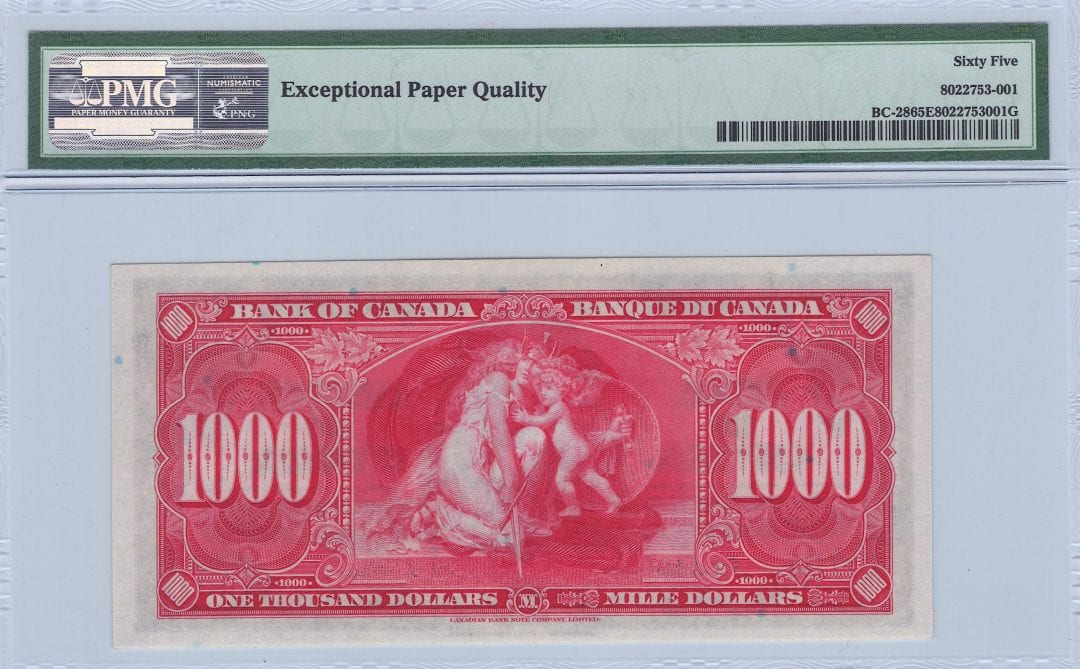 PMG
PAPER MONEY GUARANTY
NUMISMATIC
PNG
Exceptional Paper Quality
Sixty Five
8022753-001
BC-2865E8022753001G
BANK OF CANADA
BANQUE DU CANADA
1000
1000
·1000·
·1000·
1000
1000
·1000·
·1000·
1000
1000
ONE THOUSAND DOLLARS
MILLE DOLLARS
CANADIAN BANK NOTE COMPANY, LIMITED.